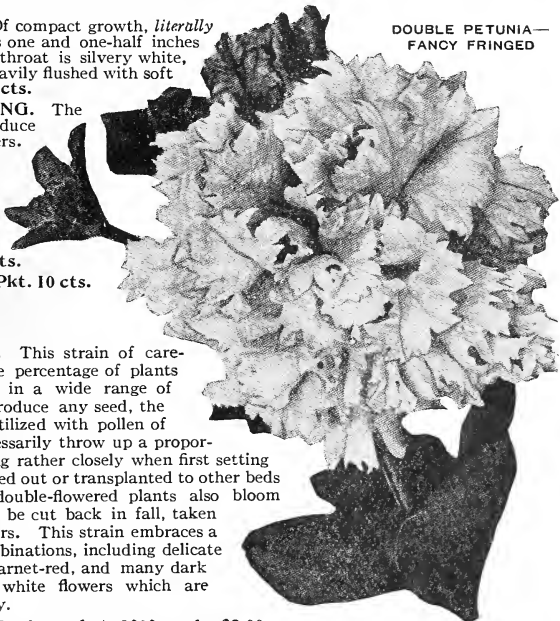 DOUBLE PETUNIA—
FANCY FRINGED
Of compact growth, literally
s one and one-half inches
throat is silvery white,
avily flushed with soft
cts.
NG. The
oduce
ers.
ts.
Pkt. 10 cts.
This strain of care-
e percentage of plants
in a wide range of
roduce any seed, the
tilized with pollen of
essarily throw up a propor-
g rather closely when first setting
ed out or transplanted to other beds
double-flowered plants also bloom
be cut back in fall, taken
rs. This strain embraces a
binations, including delicate
arnet-red, and many dark
white flowers which are
y.